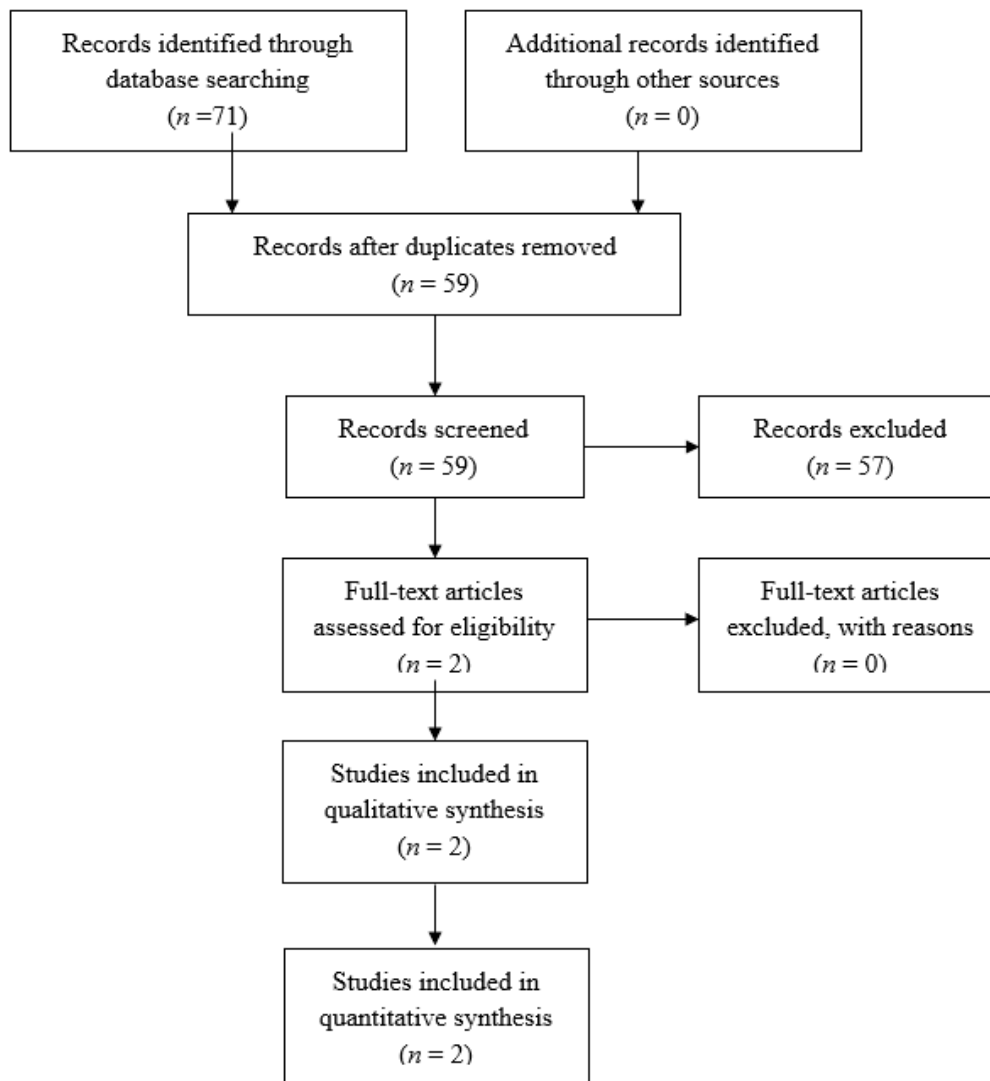 Records identified through
database searching
(n =71)
Additional records identified
through other sources
(n = 0)
Records after duplicates removed
(n = 59)
Records screened
(n = 59)
Records excluded
(n = 57)
Full-text articles
assessed for eligibility
(n = 2)
Full-text articles
excluded, with reasons
(n = 0)
Studies included in
qualitative synthesis
(n = 2)
Studies included in
quantitative synthesis
(n = 2)